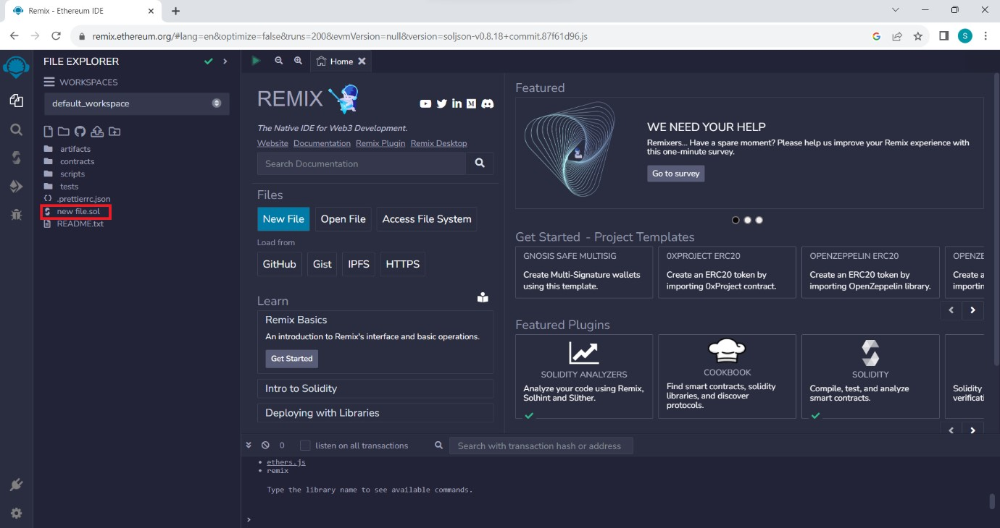 Remix - Ethereum IDE
remix.ethereum.org/#lang=en&optimize=false&runs=200&evmVersion=null&version=soljson-v0.8.18+commit.87f61d96.js
S
FILE EXPLORER
WORKSPACES
default_workspace
artifacts
contracts
scripts
tests
.prettierrc.json
new file.sol
README.txt
Home
REMIX
The Native IDE for Web3 Development.
Website Documentation Remix Plugin Remix Desktop
Search Documentation
Files
New File Open File Access File System
Load from
GitHub Gist IPFS HTTPS
Learn
Remix Basics
An introduction to Remix's interface and basic operations.
Get Started
Intro to Solidity
Deploying with Libraries
Featured
WE NEED YOUR HELP
Remixers... Have a spare moment? Please help us improve your Remix experience with
this one-minute survey.
Go to survey
Get Started - Project Templates
GNOSIS SAFE MULTISIG
Create Multi-Signature wallets
using this template.
0XPROJECT ERC20
Create an ERC20 token by
importing 0xProject contract.
OPENZEPPELIN ERC20
Create an ERC20 token by
importing OpenZeppelin library.
OPENZE
Create a
importin
Featured Plugins
SOLIDITY ANALYZERS
Analyze your code using Remix,
Solhint and Slither.
COOKBOOK
Find smart contracts, solidity
libraries, and discover
protocols.
SOLIDITY
Compile, test, and analyze
smart contracts.
Solidity
verificati
0 listen on all transactions Search with transaction hash or address
• ethers.js
• remix
Type the library name to see available commands.
>